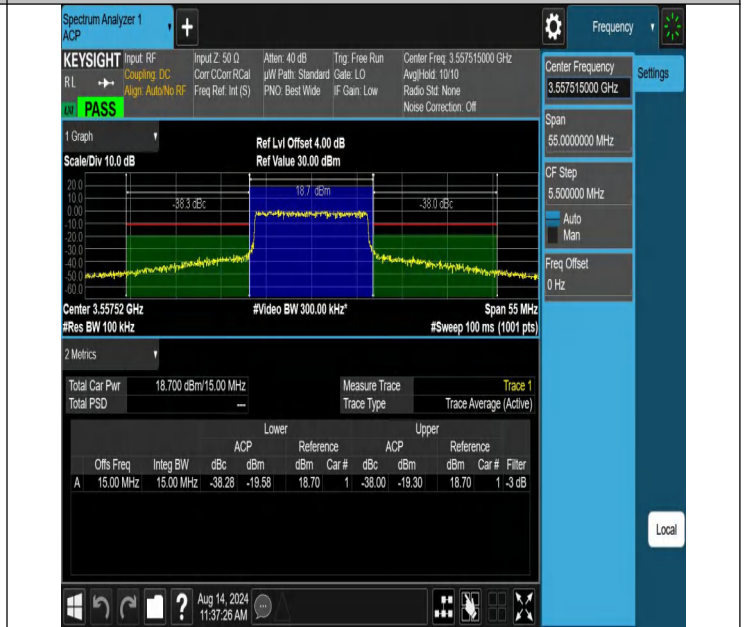 Spectrum Analyzer 1
ACP
+
Frequency
KEYSIGHT Input: RF Input Z: 50 Ω Atten: 40 dB Trig: Free Run Center Freq: 3.557515000 GHz
RL Coupling: DC Corr CCorr RCal µW Path: Standard Gate: LO Avg|Hold: 10/10
Align: Auto/No RF Freq Ref: Int (S) PNO: Best Wide IF Gain: Low Radio Std: None
PASS Noise Correction: Off
Center Frequency
3.557515000 GHz
Settings
Span
55.0000000 MHz
CF Step
5.500000 MHz
Auto
Man
Freq Offset
0 Hz
1 Graph Ref Lvl Offset 4.00 dB
Scale/Div 10.0 dB Ref Value 30.00 dBm
20.0
10.0
0.00
-10.0
-20.0
-30.0
-40.0
-50.0
-60.0
-38.3 dBc 18.7 dBm -38.0 dBc
Center 3.55752 GHz #Video BW 300.00 kHz* Span 55 MHz
#Res BW 100 kHz #Sweep 100 ms (1001 pts)
2 Metrics
Total Car Pwr 18.700 dBm/15.00 MHz Measure Trace Trace 1
Total PSD --- Trace Type Trace Average (Active)
Lower Upper
ACP Reference ACP Reference
Offs Freq Integ BW dBc dBm dBm Car # dBc dBm dBm Car # Filter
A 15.00 MHz 15.00 MHz -38.28 -19.58 18.70 1 -38.00 -19.30 18.70 1 -3 dB
Local
? Aug 14, 2024
11:37:26 AM